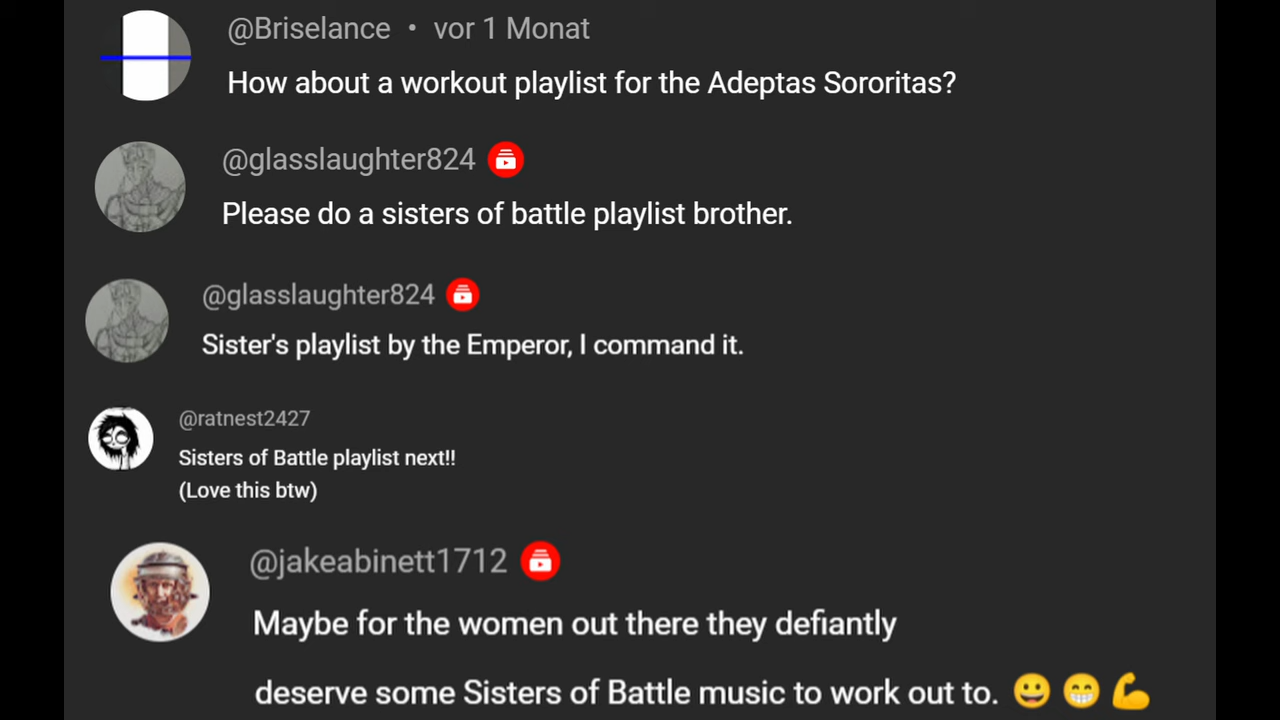 @Briselance • vor 1 Monat
How about a workout playlist for the Adeptas Sororitas?
@glasslaughter824
Please do a sisters of battle playlist brother.
@glasslaughter824
Sister's playlist by the Emperor, I command it.
@ratnest2427
Sisters of Battle playlist next!!
(Love this btw)
@jakeabinett1712
Maybe for the women out there they defiantly
deserve some Sisters of Battle music to work out to. 😀 😁 💪